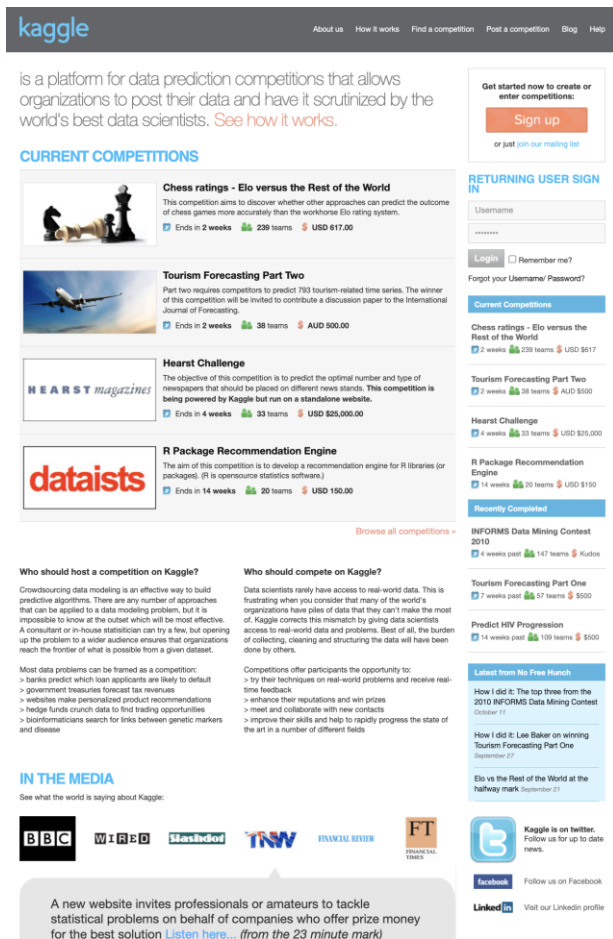 kaggle
About us How it works Find a competition Post a competition Blog Help
is a platform for data prediction competitions that allows
organizations to post their data and have it scrutinized by the
world's best data scientists. See how it works.
CURRENT COMPETITIONS
Chess ratings - Elo versus the Rest of the World
This competition aims to discover whether other approaches can predict the outcome
of chess games more accurately than the workhorse Elo rating system.
Ends in 2 weeks 239 teams $ USD 617.00
Tourism Forecasting Part Two
Part two requires competitors to predict 793 tourism-related time series. The winner
of this competition will be invited to contribute a discussion paper to the International
Journal of Forecasting.
Ends in 2 weeks 38 teams $ AUD 500.00
HEARST magazines
Hearst Challenge
The objective of this competition is to predict the optimal number and type of
newspapers that should be placed on different news stands. This competition is
being powered by Kaggle but run on a standalone website.
Ends in 4 weeks 33 teams $ USD $25,000.00
dataists
R Package Recommendation Engine
The aim of this competition is to develop a recommendation engine for R libraries (or
packages). (R is opensource statistics software.)
Ends in 14 weeks 20 teams $ USD 150.00
Browse all competitions »
Who should host a competition on Kaggle?
Crowdsourcing data modeling is an effective way to build
predictive algorithms. There are any number of approaches
that can be applied to a data modeling problem, but it is
impossible to know at the outset which will be most effective.
A consultant or in-house statisitician can try a few, but opening
up the problem to a wider audience ensures that organizations
reach the frontier of what is possible from a given dataset.
Most data problems can be framed as a competition:
> banks predict which loan applicants are likely to default
> government treasuries forecast tax revenues
> websites make personalized product recommendations
> hedge funds crunch data to find trading opportunities
> bioinformaticians search for links between genetic markers
and disease
Who should compete on Kaggle?
Data scientists rarely have access to real-world data. This is
frustrating when you consider that many of the world's
organizations have piles of data that they can't make the most
of. Kaggle corrects this mismatch by giving data scientists
access to real-world data and problems. Best of all, the burden
of collecting, cleaning and structuring the data will have been
done by others.
Competitions offer participants the opportunity to:
> try their techniques on real-world problems and receive real-
time feedback
> enhance their reputations and win prizes
> meet and collaborate with new contacts
> improve their skills and help to rapidly progress the state of
the art in a number of different fields
IN THE MEDIA
See what the world is saying about Kaggle:
BBC WIRED Slashdot TNW FINANCIAL REVIEW FT
FINANCIAL
TIMES
A new website invites professionals or amateurs to tackle
statistical problems on behalf of companies who offer prize money
for the best solution Listen here... (from the 23 minute mark)
Get started now to create or
enter competitions:
Sign up
or just join our mailing list
RETURNING USER SIGN
IN
Username
••••••••
Login Remember me?
Forgot your Username/ Password?
Current Competitions
Chess ratings - Elo versus the
Rest of the World
2 weeks 239 teams $ USD $617
Tourism Forecasting Part Two
2 weeks 38 teams $ AUD $500
Hearst Challenge
4 weeks 33 teams $ USD $25,000
R Package Recommendation
Engine
14 weeks 20 teams $ USD $150
Recently Completed
INFORMS Data Mining Contest
2010
4 weeks past 147 teams $ Kudos
Tourism Forecasting Part One
7 weeks past 57 teams $ $500
Predict HIV Progression
14 weeks past 109 teams $ $500
Latest from No Free Hunch
How I did it: The top three from the
2010 INFORMS Data Mining Contest
October 11
How I did it: Lee Baker on winning
Tourism Forecasting Part One
September 27
Elo vs the Rest of the World at the
halfway mark September 21
Kaggle is on twitter.
Follow us for up to date
news.
facebook Follow us on Facebook
Linked in Visit our Linkedin profile